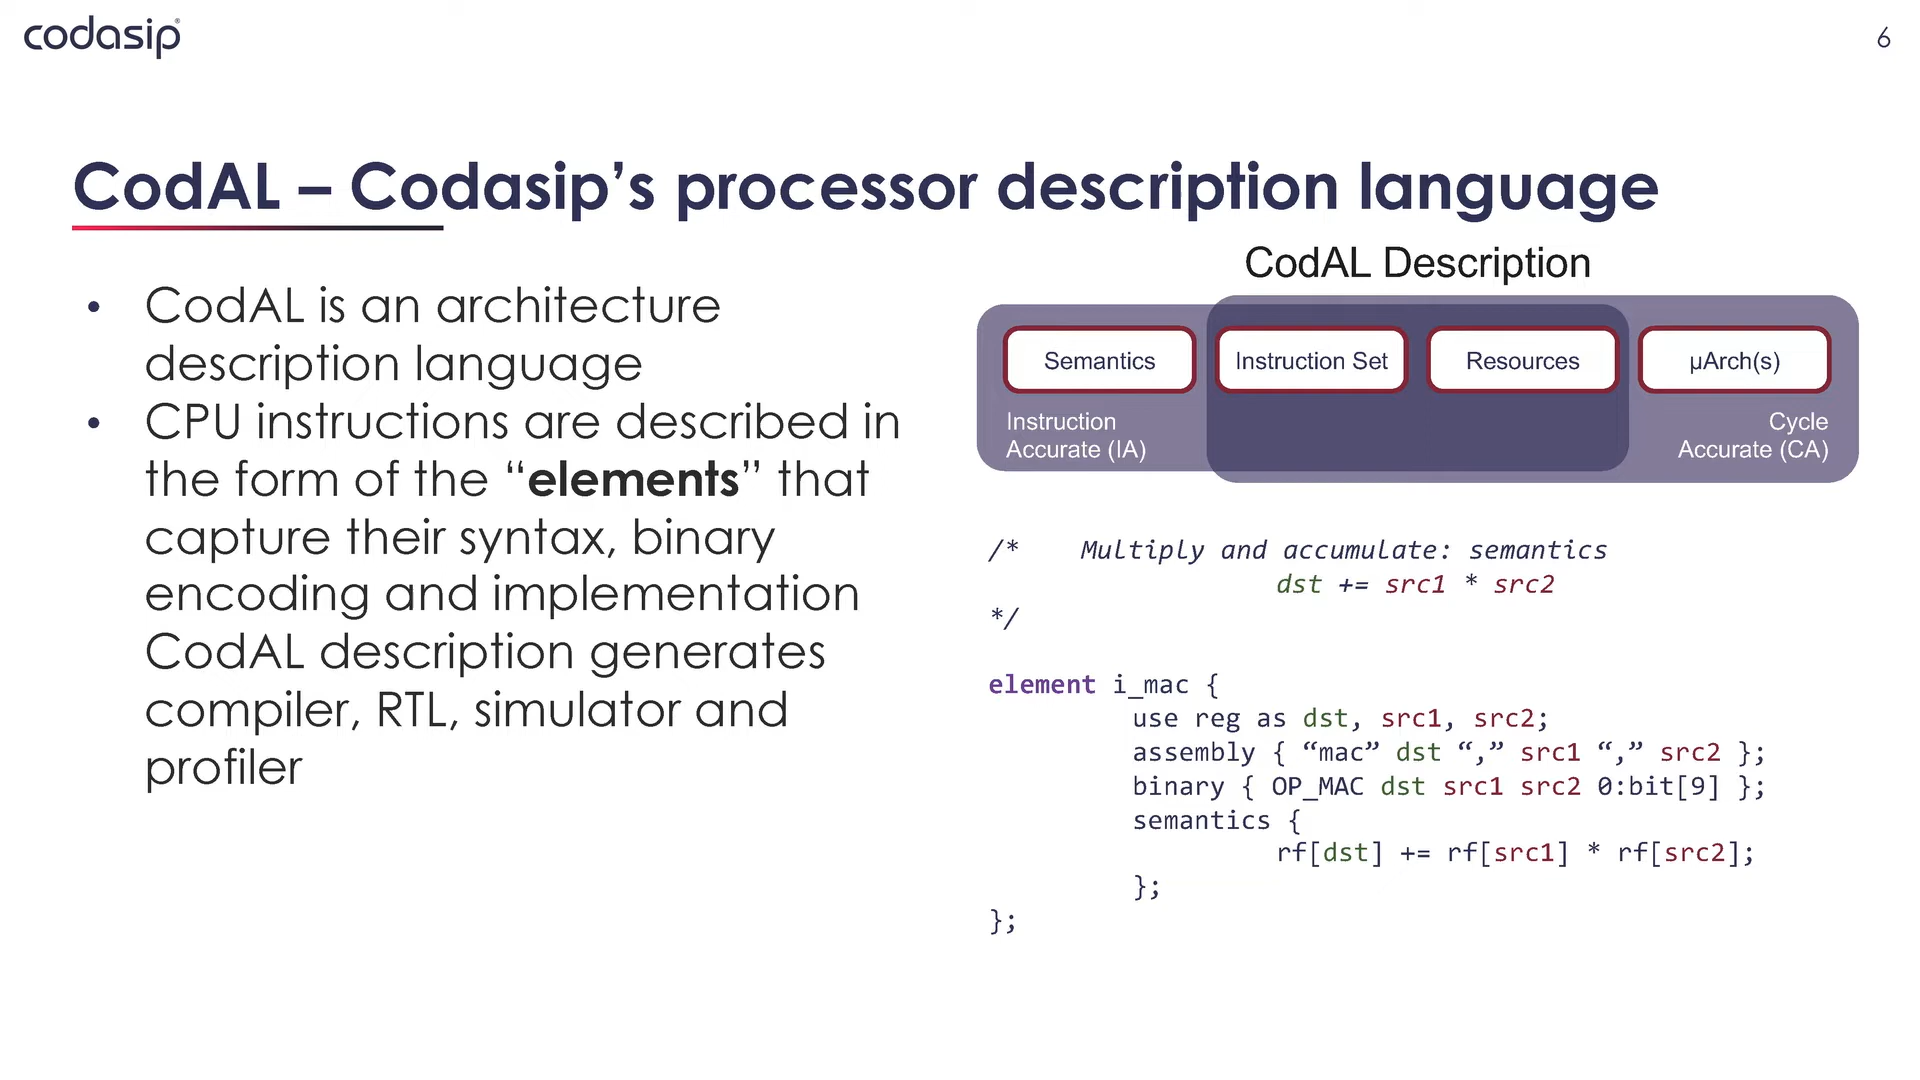 codasip®
6
CodAL – Codasip’s processor description language
• CodAL is an architecture
description language
• CPU instructions are described in
the form of the “elements” that
capture their syntax, binary
encoding and implementation
CodAL description generates
compiler, RTL, simulator and
profiler
CodAL Description
Semantics
Instruction Set
Resources
µArch(s)
Instruction
Accurate (IA)
Cycle
Accurate (CA)
/* Multiply and accumulate: semantics
dst += src1 * src2
*/
element i_mac {
use reg as dst, src1, src2;
assembly { “mac” dst “,” src1 “,” src2 };
binary { OP_MAC dst src1 src2 0:bit[9] };
semantics {
rf[dst] += rf[src1] * rf[src2];
};
};